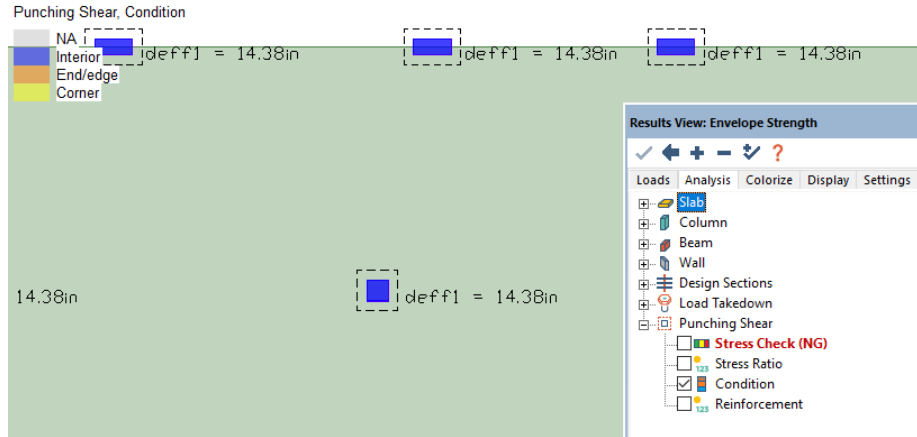 Punching Shear, Condition
NA
Interior
End/edge
Corner
deff1 = 14.38in
deff1 = 14.38in
deff1 = 14.38in
14.38in
deff1 = 14.38in
Results View: Envelope Strength
?
Loads Analysis Colorize Display Settings
Slab
Column
Beam
Wall
Design Sections
Load Takedown
Punching Shear
Stress Check (NG)
123 Stress Ratio
Condition
123 Reinforcement